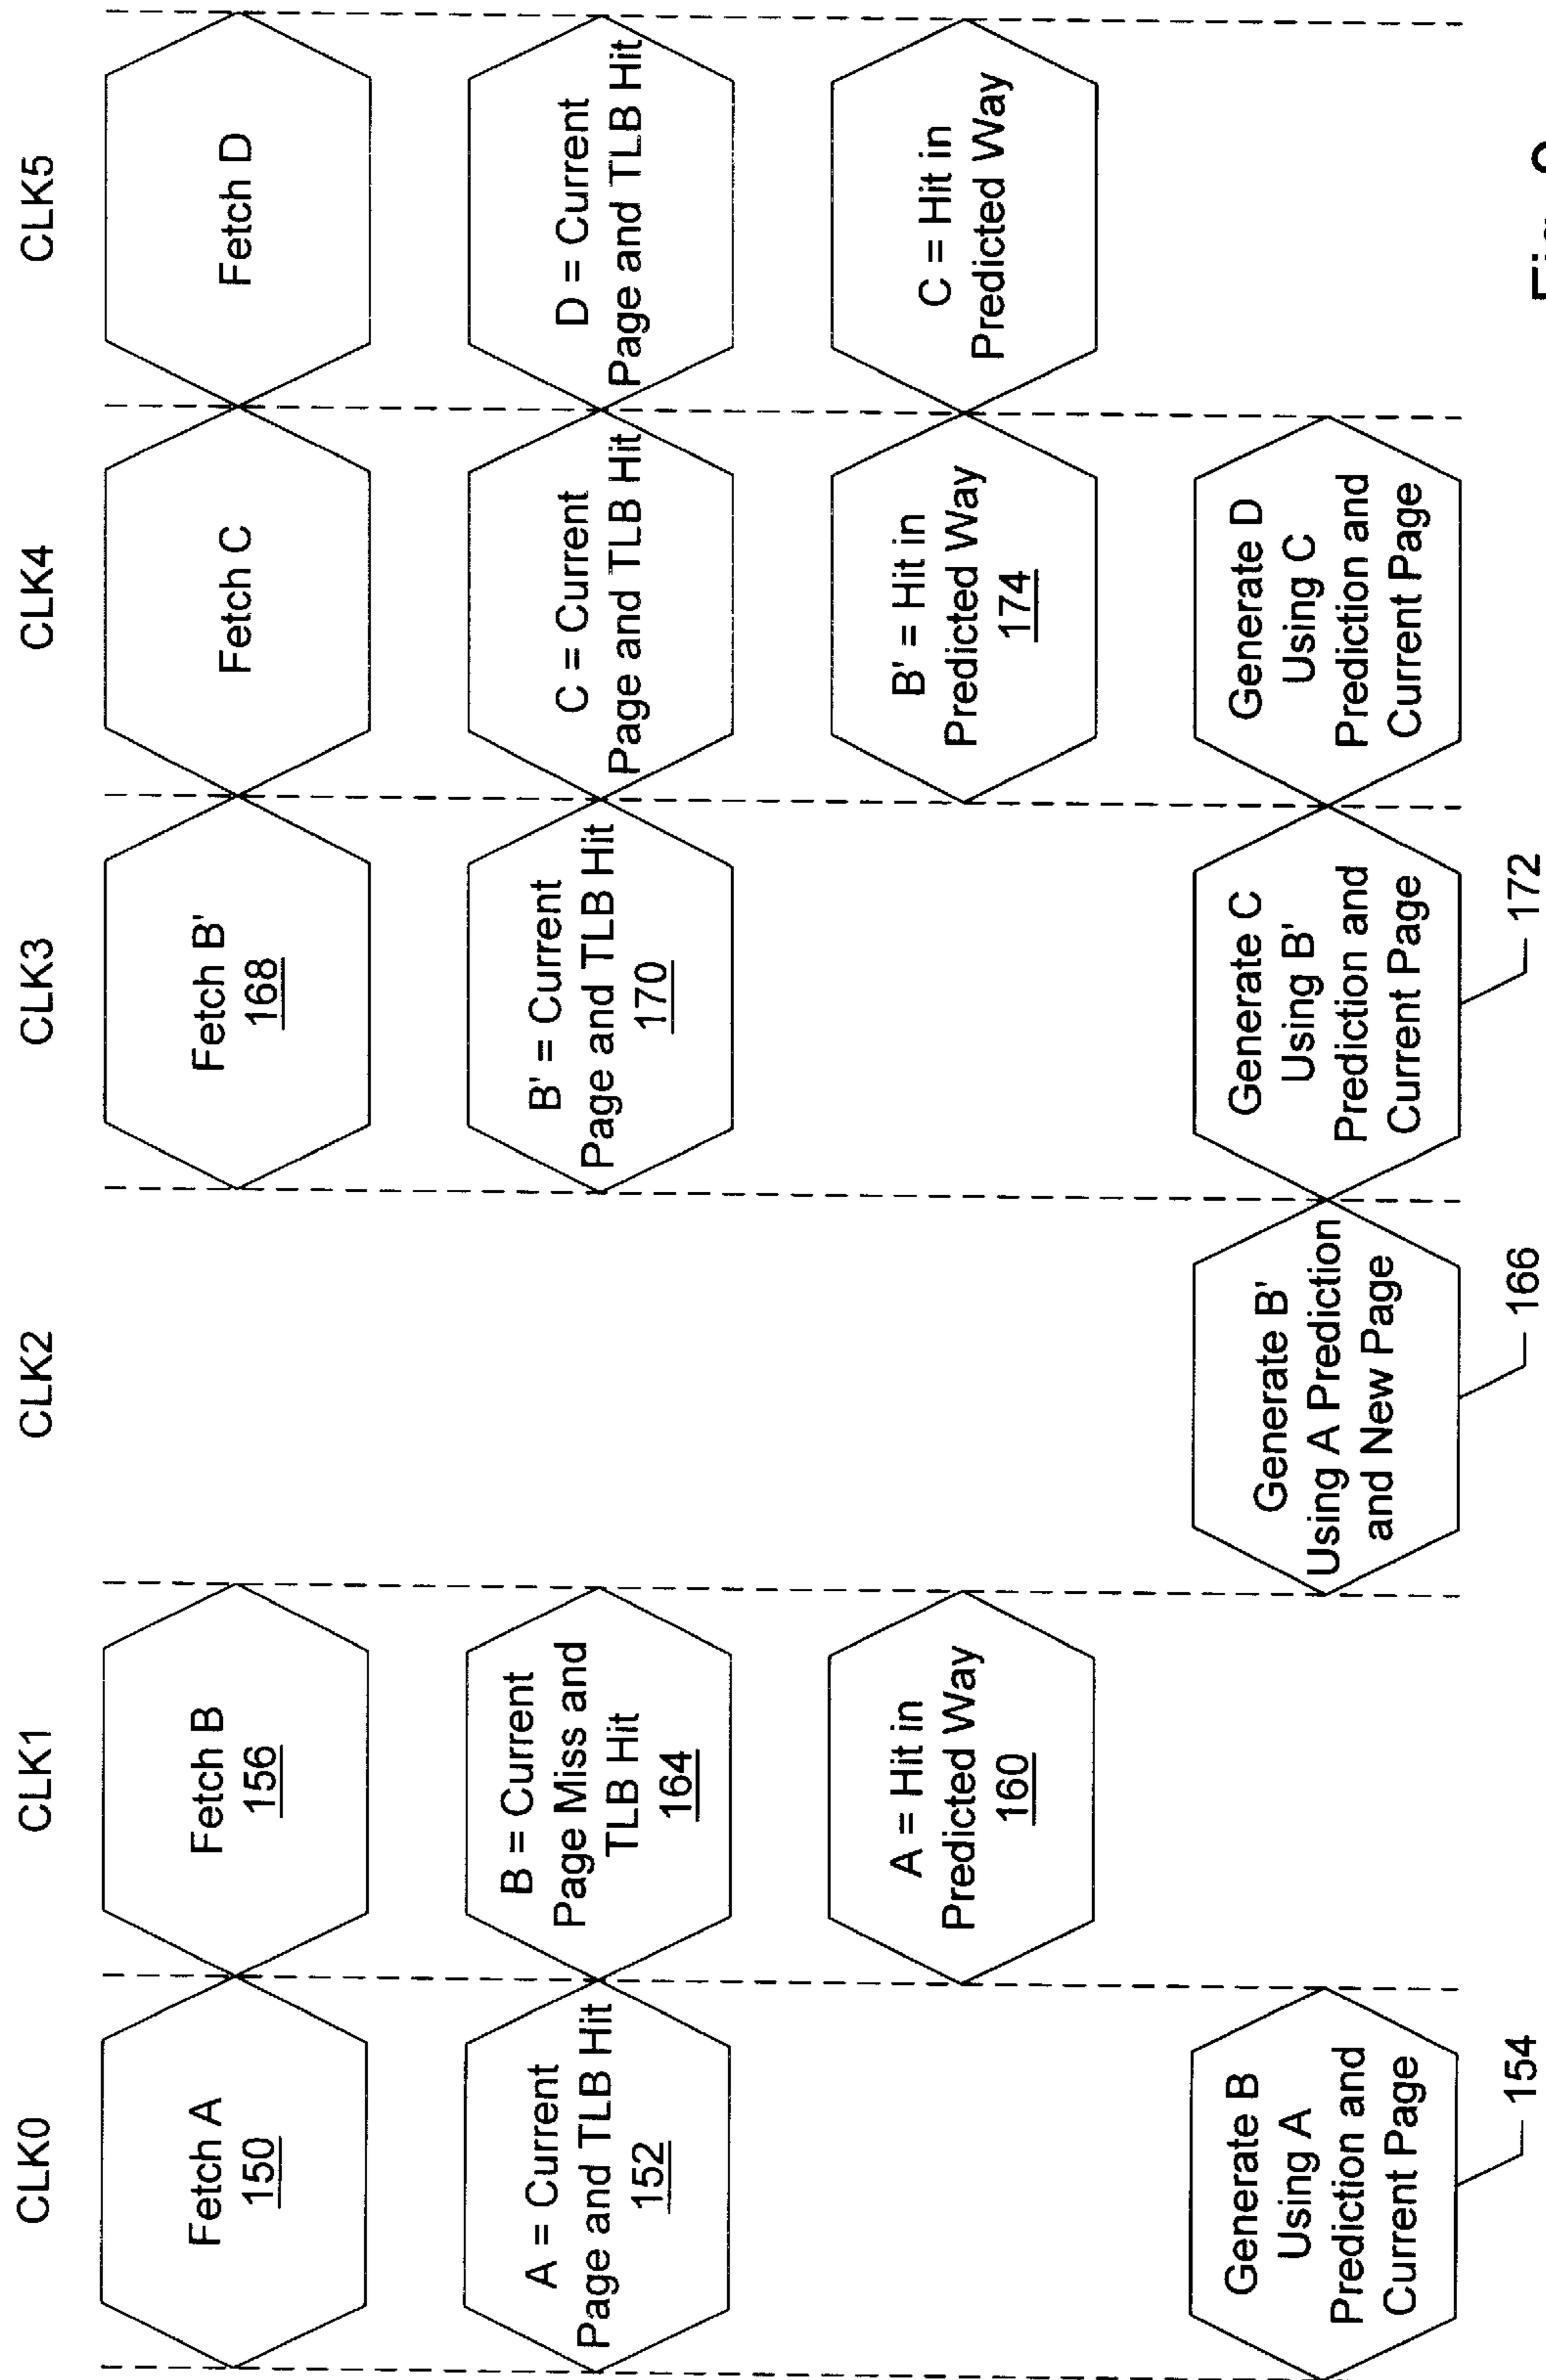 CLK0
CLK1
CLK2
CLK3
CLK4
CLK5
Fetch A
150
Fetch B
156
Fetch B'
168
Fetch C
Fetch D
A = Current
Page and TLB Hit
152
B = Current
Page Miss and
TLB Hit
164
B' = Current
Page and TLB Hit
170
C = Current
Page and TLB Hit
D = Current
Page and TLB Hit
A = Hit in
Predicted Way
160
B' = Hit in
Predicted Way
174
C = Hit in
Predicted Way
Generate B
Using A
Prediction and
Current Page
154
Generate B'
Using A Prediction
and New Page
166
Generate C
Using B'
Prediction and
Current Page
172
Generate D
Using C
Prediction and
Current Page